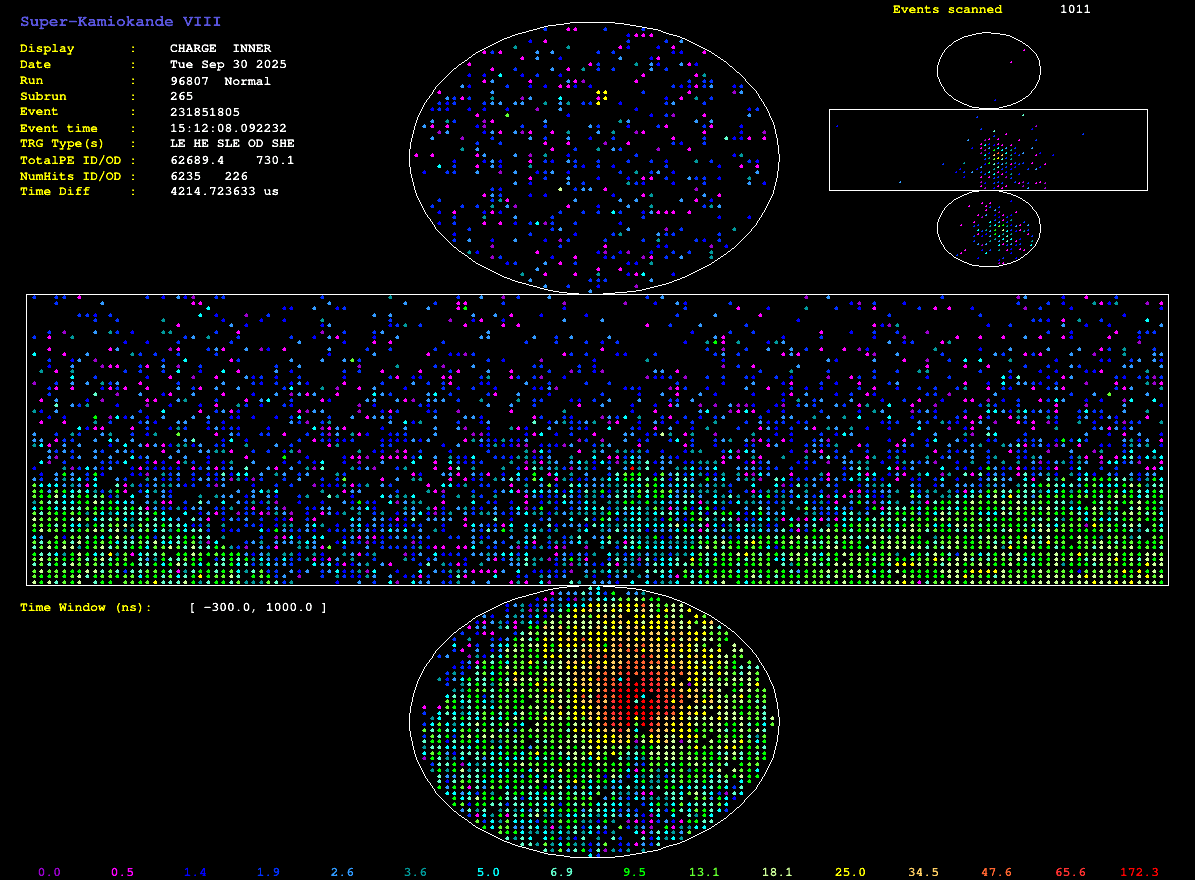 Super-Kamiokande VIII
Display : CHARGE INNER
Date : Tue Sep 30 2025
Run : 96807 Normal
Subrun : 265
Event : 231851805
Event time : 15:12:08.092232
TRG Type(s) : LE HE SLE OD SHE
TotalPE ID/OD : 62689.4 730.1
NumHits ID/OD : 6235 226
Time Diff : 4214.723633 us
Events scanned 1011
Time Window (ns): [ -300.0, 1000.0 ]
0.0 0.5 1.4 1.9 2.6 3.6 5.0 6.9 9.5 13.1 18.1 25.0 34.5 47.6 65.6 172.3